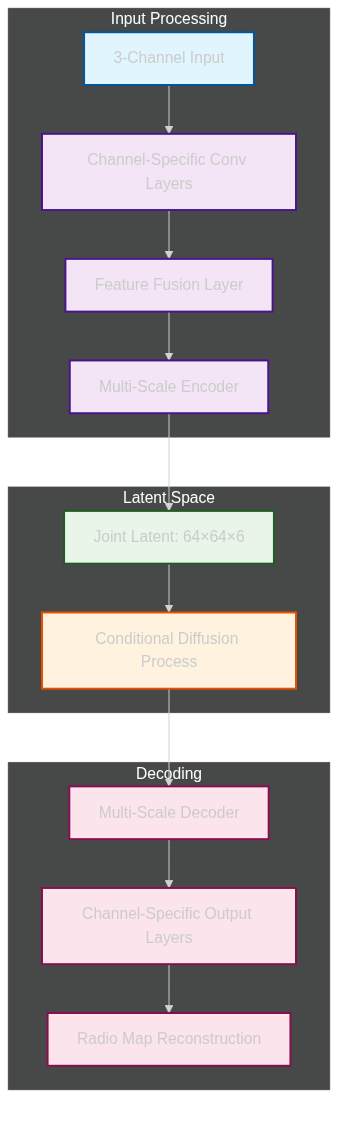 Input Processing
3-Channel Input
Channel-Specific Conv
Layers
Feature Fusion Layer
Multi-Scale Encoder
Latent Space
Joint Latent: 64×64×6
Conditional Diffusion
Process
Decoding
Multi-Scale Decoder
Channel-Specific Output
Layers
Radio Map Reconstruction